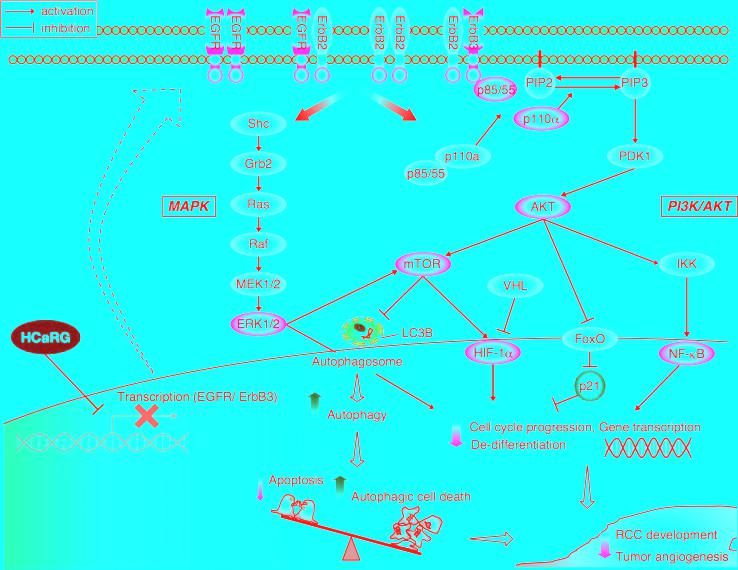 activation
inhibition
EGFR
EGFR
EGFR
ErbB2
ErbB2
ErbB2
ErbB2
ErbB3
p85/55
PIP2
PIP3
p110α
Shc
p110a
p85/55
PDK1
Grb2
MAPK
Ras
AKT
PI3K/AKT
Raf
mTOR
IKK
MEK1/2
VHL
ERK1/2
LC3B
HCaRG
FoxO
Autophagosome
HIF-1α
NF-κB
p21
Transcription (EGFR/ ErbB3)
Autophagy
Cell cycle progression, Gene transcription
De-differentiation
Apoptosis
Autophagic cell death
RCC development
Tumor angiogenesis